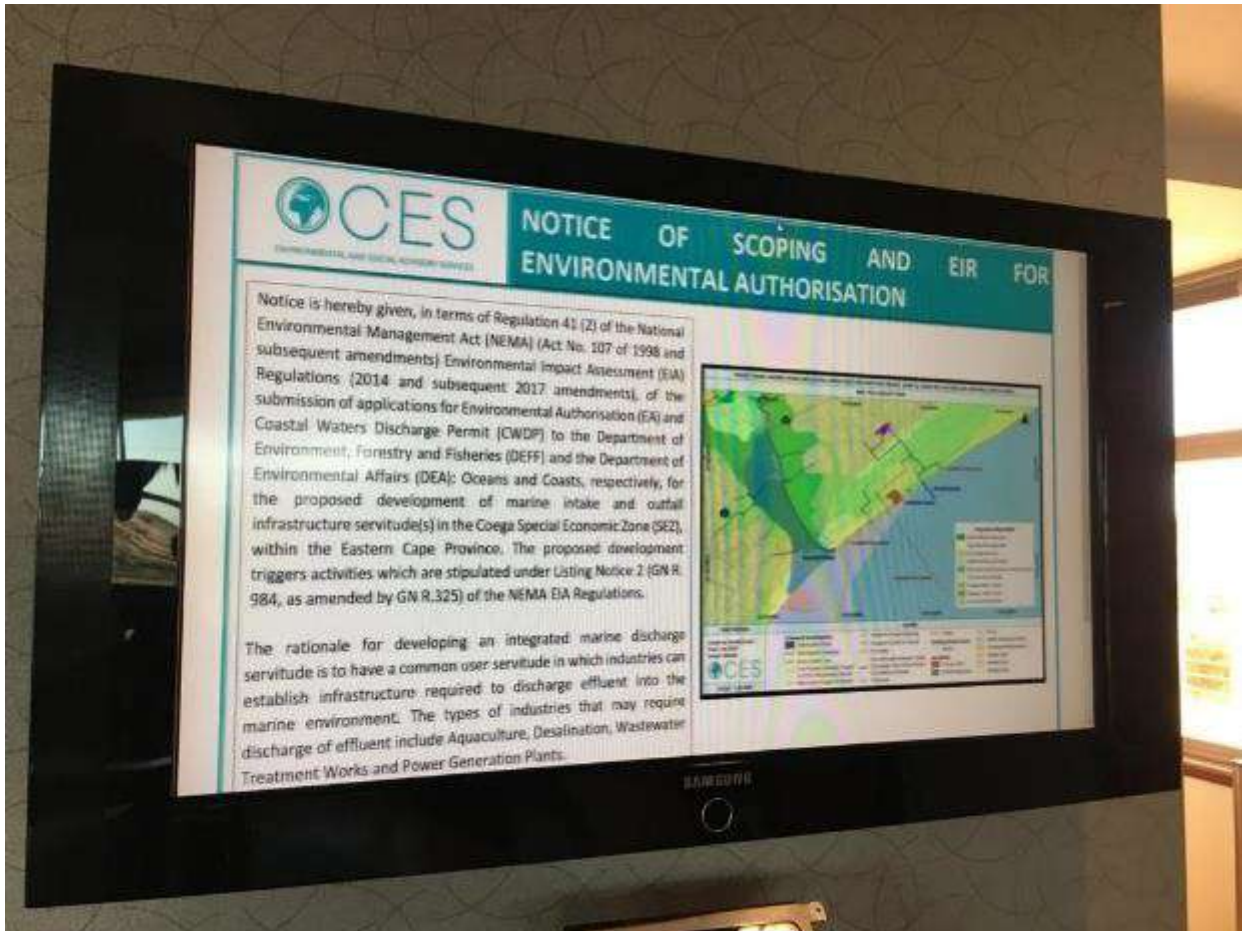 CES
ENVIRONMENTAL AND SOCIAL ADVISORY SERVICES
NOTICE OF SCOPING AND EIR FOR
ENVIRONMENTAL AUTHORISATION
Notice is hereby given, in terms of Regulation 41 (2) of the National
Environmental Management Act (NEMA) (Act No. 107 of 1998 and
subsequent amendments) Environmental Impact Assessment (EIA)
Regulations (2014 and subsequent 2017 amendments), of the
submission of applications for Environmental Authorisation (EA) and
Coastal Waters Discharge Permit (CWDP) to the Department of
Environment, Forestry and Fisheries (DEFF) and the Department of
Environmental Affairs (DEA): Oceans and Coasts, respectively, for
the proposed development of marine intake and outfall
infrastructure servitude(s) in the Coega Special Economic Zone (SEZ),
within the Eastern Cape Province. The proposed development
triggers activities which are stipulated under Listing Notice 2 (GN R.
984, as amended by GN R.325) of the NEMA EIA Regulations.
The rationale for developing an integrated marine discharge
servitude is to have a common user servitude in which industries can
establish infrastructure required to discharge effluent into the
marine environment. The types of industries that may require
discharge of effluent include Aquaculture, Desalination, Wastewater
Treatment Works and Power Generation Plants.
CES
SAMSUNG